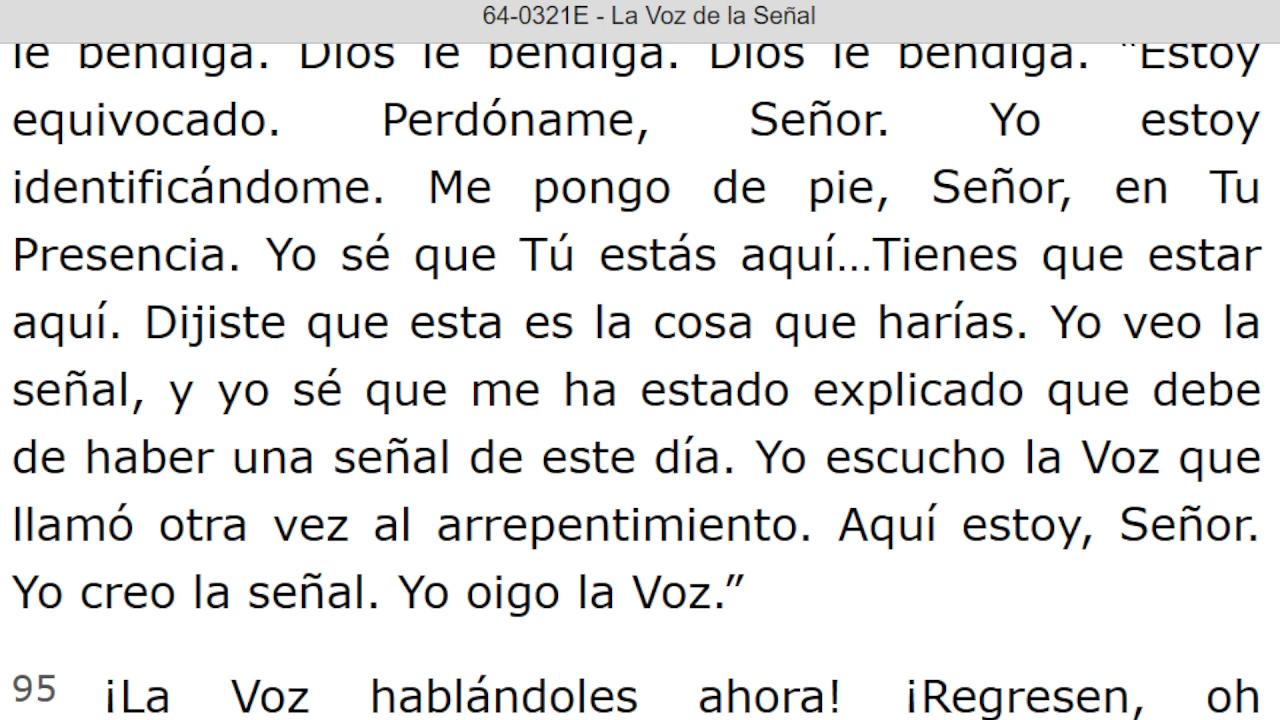 64-0321E - La Voz de la Señal
le bendiga. Dios le bendiga. Dios le bendiga. “Estoy
equivocado. Perdóname, Señor. Yo estoy
identificándome. Me pongo de pie, Señor, en Tu
Presencia. Yo sé que Tú estás aquí...Tienes que estar
aquí. Dijiste que esta es la cosa que harías. Yo veo la
señal, y yo sé que me ha estado explicado que debe
de haber una señal de este día. Yo escucho la Voz que
llamó otra vez al arrepentimiento. Aquí estoy, Señor.
Yo creo la señal. Yo oigo la Voz.”
95 ¡La Voz hablándoles ahora! ¡Regresen, oh